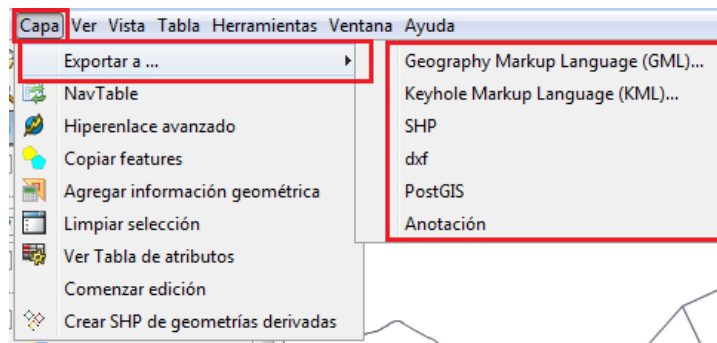 Capa Ver Vista Tabla Herramientas Ventana Ayuda
Exportar a ...
NavTable
Hiperenlace avanzado
Copiar features
Agregar información geométrica
Limpiar selección
Ver Tabla de atributos
Comenzar edición
Crear SHP de geometrías derivadas
Geography Markup Language (GML)...
Keyhole Markup Language (KML)...
SHP
dxf
PostGIS
Anotación